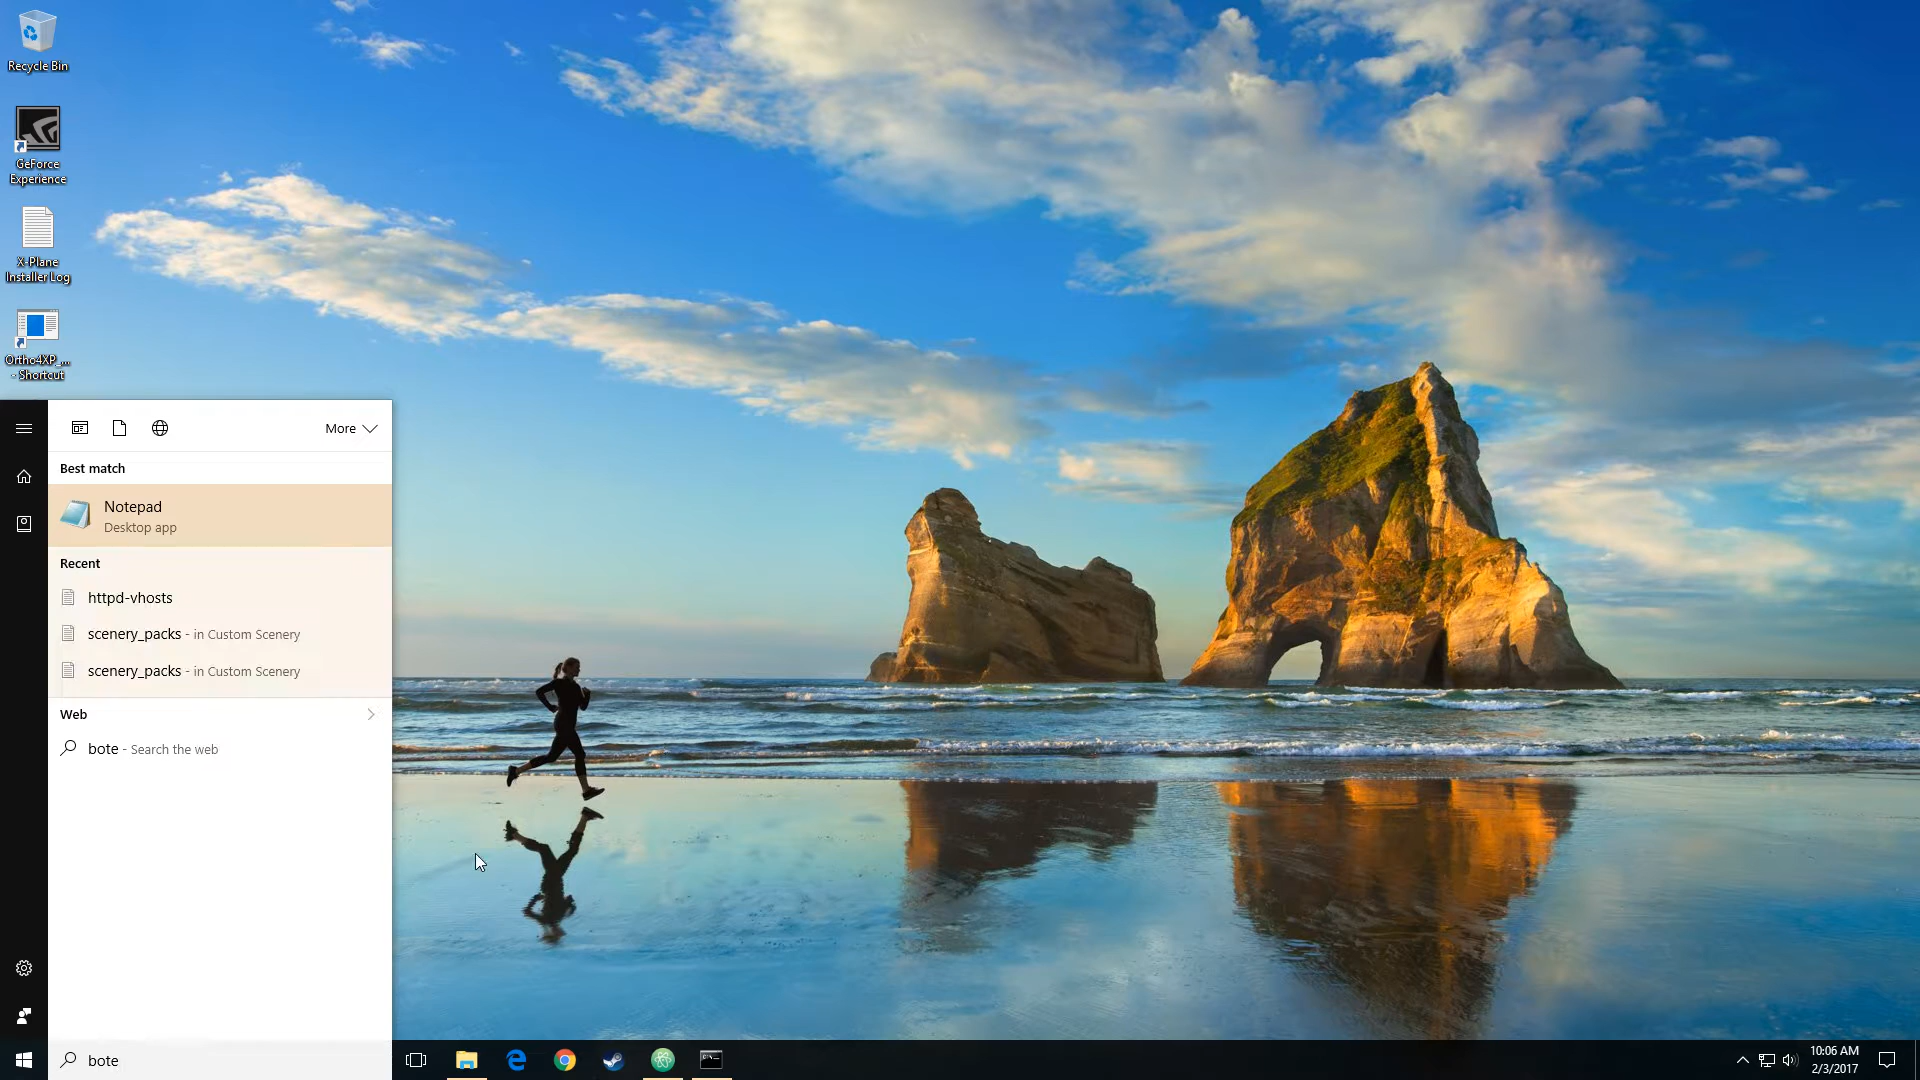 Recycle Bin
GeForce
Experience
X-Plane
Installer Log
Ortho4XP_...
- Shortcut
More
Best match
Notepad
Desktop app
Recent
httpd-vhosts
scenery_packs - in Custom Scenery
scenery_packs - in Custom Scenery
Web
bote - Search the web
bote
10:06 AM
2/3/2017